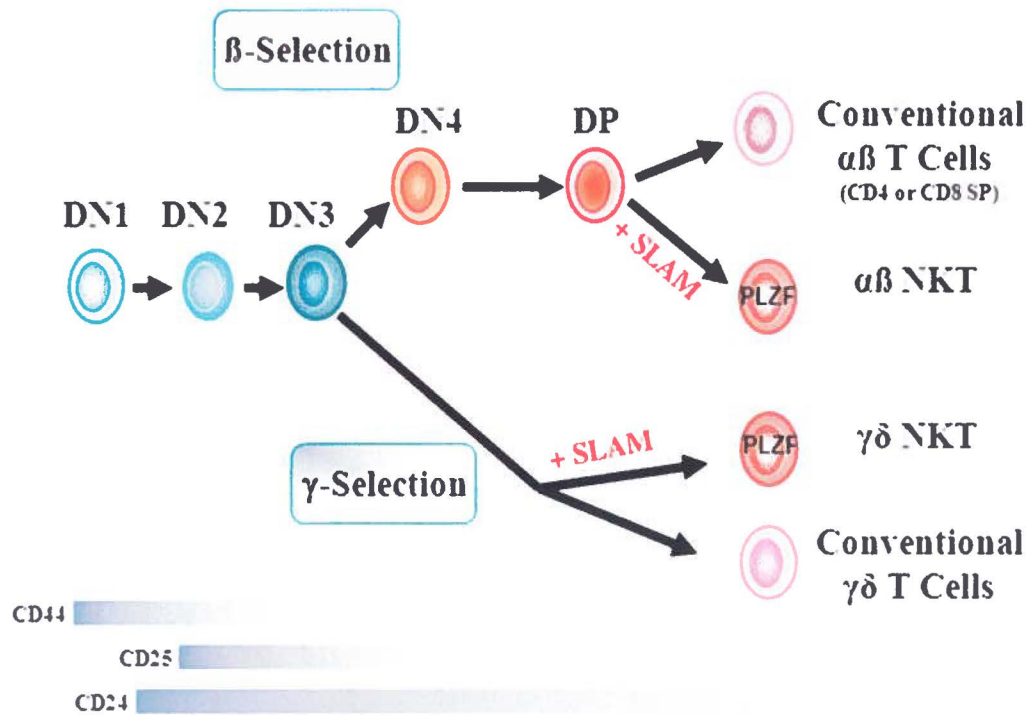 ß-Selection
DN4
DP
Conventional
αß T Cells
(CD4 or CD8 SP)
DN1
DN2
DN3
+ SLAM
PLZF
αß NKT
+ SLAM
PLZF
γδ NKT
γ-Selection
Conventional
γδ T Cells
CD44
CD25
CD24